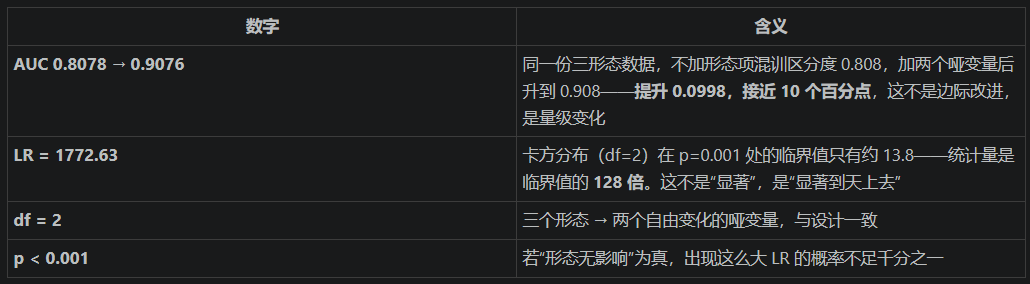 数字
含义
AUC 0.8078 → 0.9076
同一份三形态数据，不加形态项混训区分度 0.808，加两个哑变量后
升到 0.908——提升 0.0998，接近 10 个百分点，这不是边际改进，
是量级变化
LR = 1772.63
卡方分布（df=2）在 p=0.001 处的临界值只有约 13.8——统计量是
临界值的 128 倍。这不是“显著”，是“显著到天上去”
df = 2
三个形态 → 两个自由变化的哑变量，与设计一致
p < 0.001
若“形态无影响”为真，出现这么大 LR 的概率不足千分之一